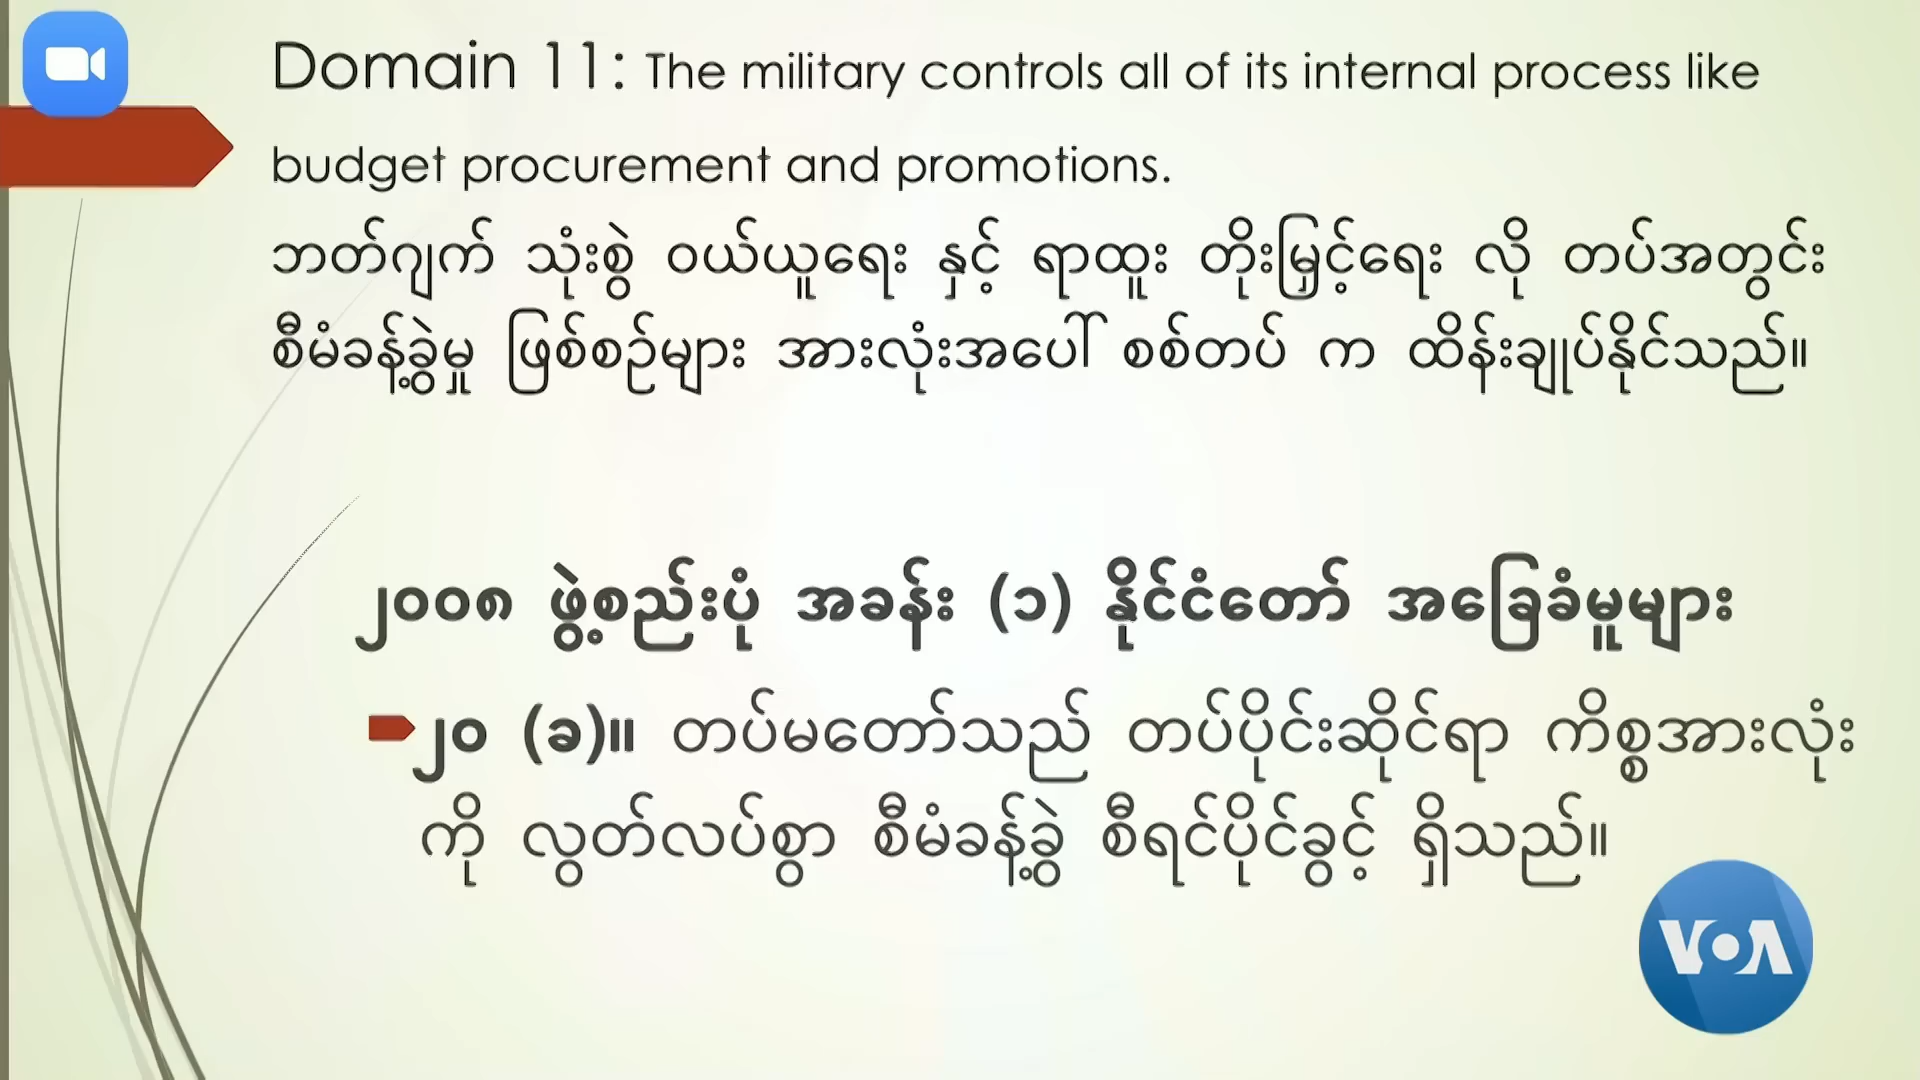 Domain 11: The military controls all of its internal process like
budget procurement and promotions.
ဘတ်ဂျက် သုံးစွဲ ဝယ်ယူရေး နှင့် ရာထူး တိုးမြှင့်ရေး လို တပ်အတွင်း
စီမံခန့်ခွဲမှု ဖြစ်စဉ်များ အားလုံးအပေါ် စစ်တပ် က ထိန်းချုပ်နိုင်သည်။
၂၀၀၈ ဖွဲ့စည်းပုံ အခန်း (၁) နိုင်ငံတော် အခြေခံမူများ
၂၀ (ခ)။ တပ်မတော်သည် တပ်ပိုင်းဆိုင်ရာ ကိစ္စအားလုံး
ကို လွတ်လပ်စွာ စီမံခန့်ခွဲ စီရင်ပိုင်ခွင့် ရှိသည်။
VOA